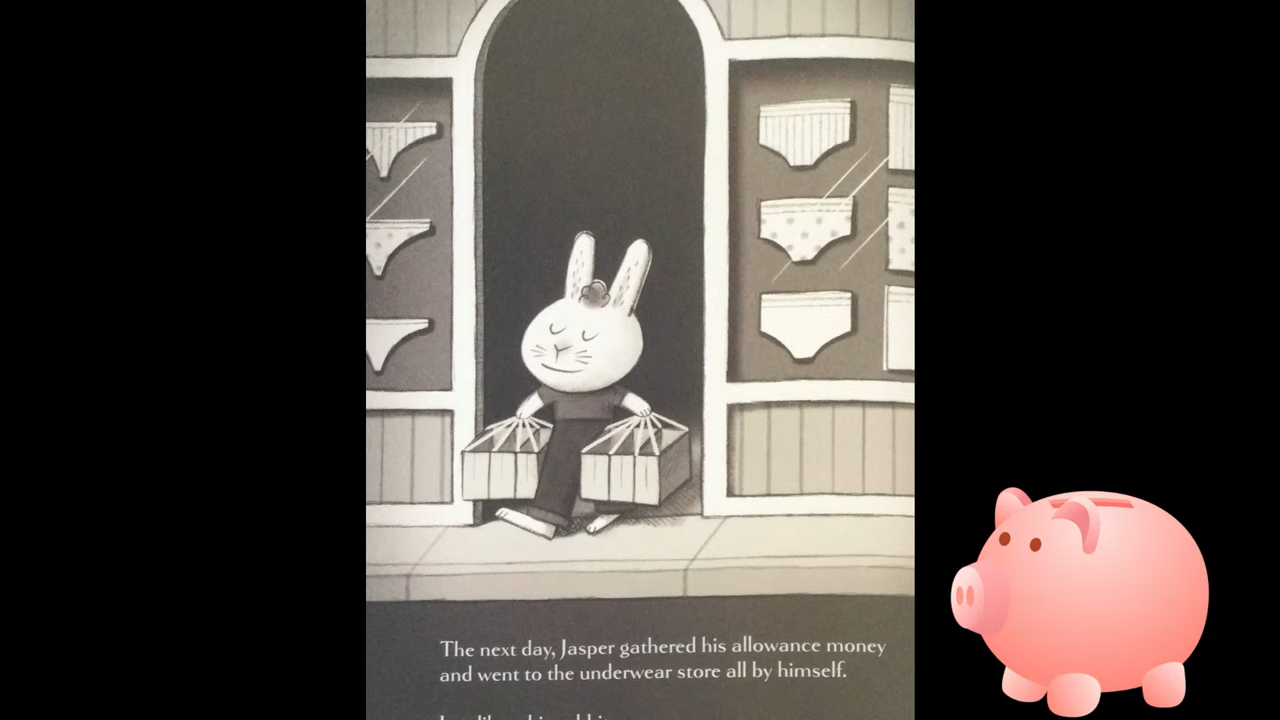 The next day, Jasper gathered his allowance money
and went to the underwear store all by himself.